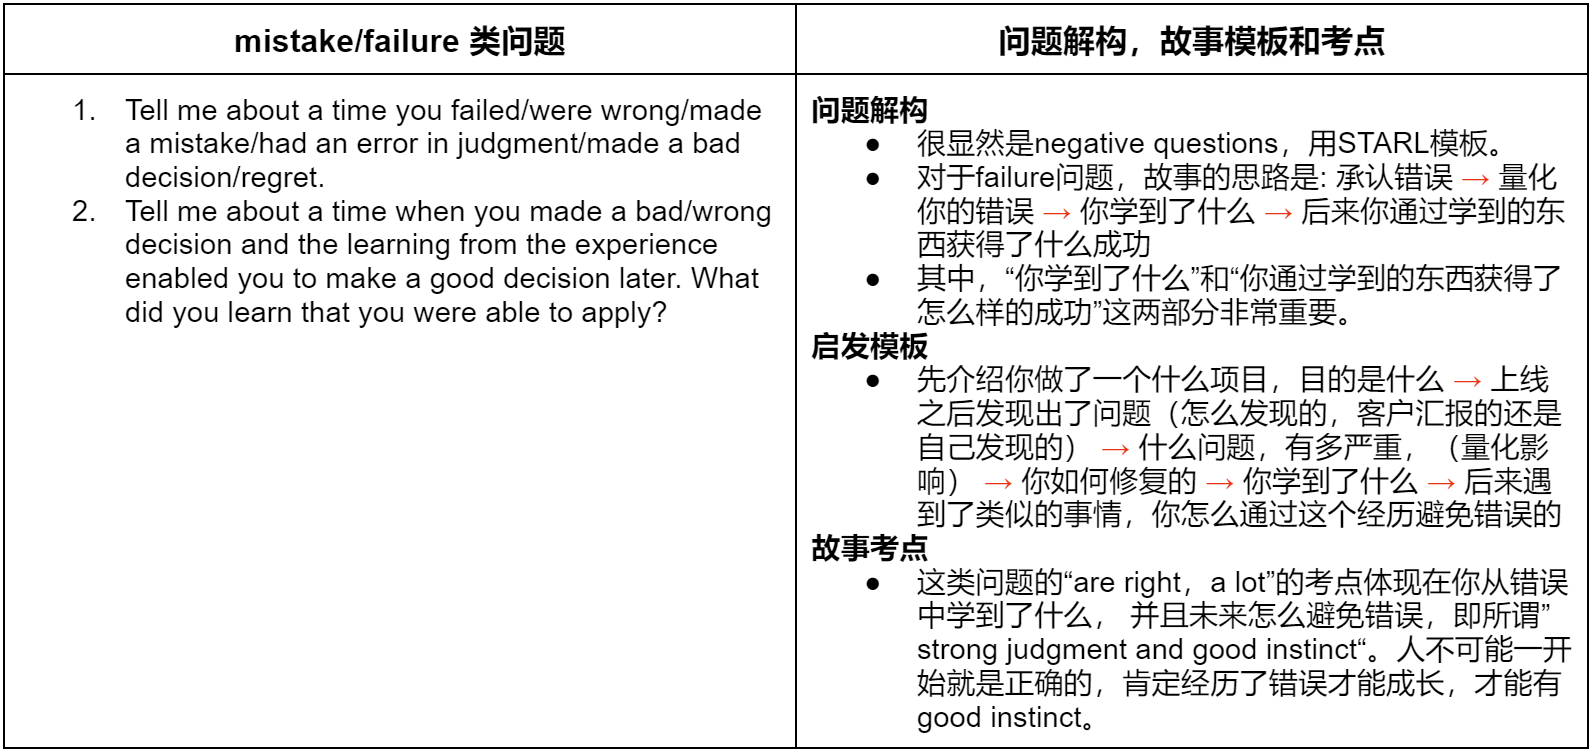 mistake/failure 类问题
问题解构，故事模板和考点
1. Tell me about a time you failed/were wrong/made
a mistake/had an error in judgment/made a bad
decision/regret.
2. Tell me about a time when you made a bad/wrong
decision and the learning from the experience
enabled you to make a good decision later. What
did you learn that you were able to apply?
问题解构
● 很显然是negative questions，用STARL模板。
● 对于failure问题，故事的思路是: 承认错误 → 量化
你的错误 → 你学到了什么 → 后来你通过学到的东
西获得了什么成功
● 其中，“你学到了什么”和“你通过学到的东西获得了
怎么样的成功”这两部分非常重要。
启发模板
● 先介绍你做了一个什么项目，目的是什么 → 上线
之后发现出了问题（怎么发现的，客户汇报的还是
自己发现的） → 什么问题，有多严重，（量化影
响） → 你如何修复的 → 你学到了什么 → 后来遇
到了类似的事情，你怎么通过这个经历避免错误的
故事考点
● 这类问题的“are right，a lot”的考点体现在你从错误
中学到了什么， 并且未来怎么避免错误，即所谓”
strong judgment and good instinct“。人不可能一开
始就是正确的，肯定经历了错误才能成长，才能有
good instinct。